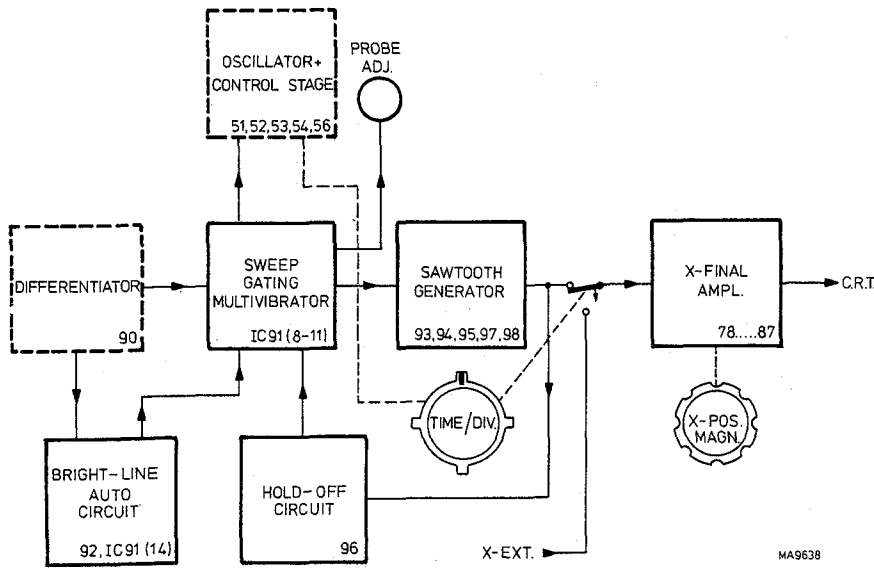 OSCILLATOR+
CONTROL STAGE
51,52,53,54,56
PROBE
ADJ.
DIFFERENTIATOR
90
SWEEP
GATING
MULTIVIBRATOR
IC91(8-11)
SAWTOOTH
GENERATOR
93,94,95,97,98
X-FINAL
AMPL.
78.....87
C.R.T.
TIME/DIV.
X-POS.
MAGN.
BRIGHT-LINE
AUTO
CIRCUIT
92,IC91(14)
HOLD-OFF
CIRCUIT
96
X-EXT.
MA9638